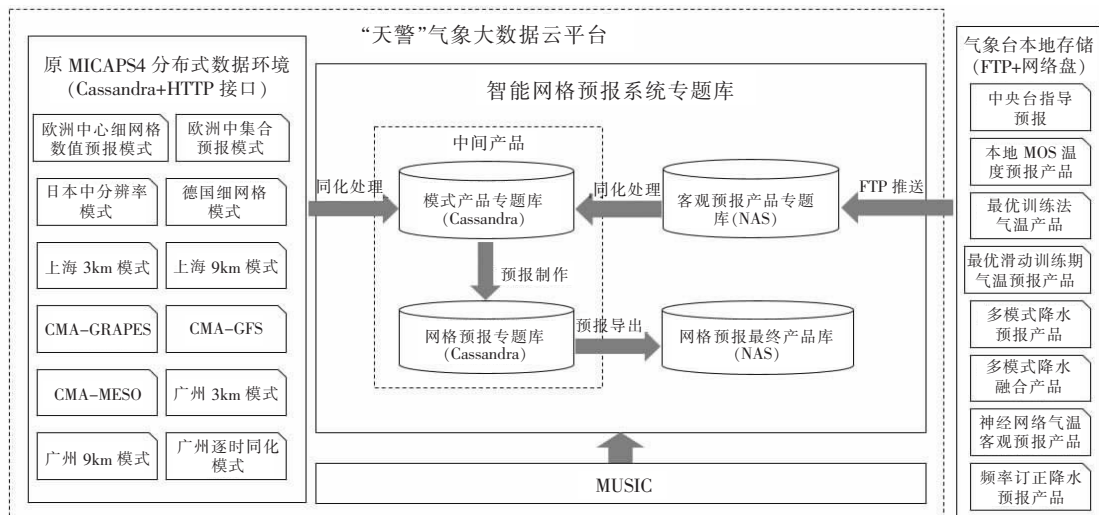 “天警”气象大数据云平台
原 MICAPS4 分布式数据环境
(Cassandra+HTTP 接口)
欧洲中心细网格
数值预报模式
欧洲中集合
预报模式
日本中分辨率
模式
德国细网格
模式
上海 3km 模式
上海 9km 模式
CMA-GRAPES
CMA-GFS
CMA-MESO
广州 3km 模式
广州 9km 模式
广州逐时同化
模式
智能网格预报系统专题库
中间产品
同化处理
模式产品专题库
(Cassandra)
同化处理
客观预报产品专题
库(NAS)
FTP 推送
预报制作
网格预报专题库
(Cassandra)
预报导出
网格预报最终产品库
(NAS)
MUSIC
气象台本地存储
(FTP+网络盘)
中央台指导
预报
本地 MOS 温
度预报产品
最优训练法
气温产品
最优滑动训练期
气温预报产品
多模式降水
预报产品
多模式降水
融合产品
神经网络气温
客观预报产品
频率订正降水
预报产品